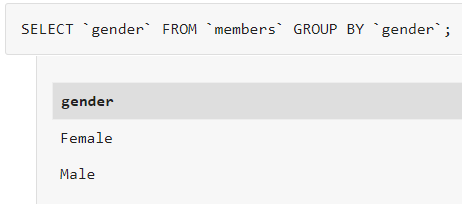 SELECT `gender` FROM `members` GROUP BY `gender`;
gender
Female
Male